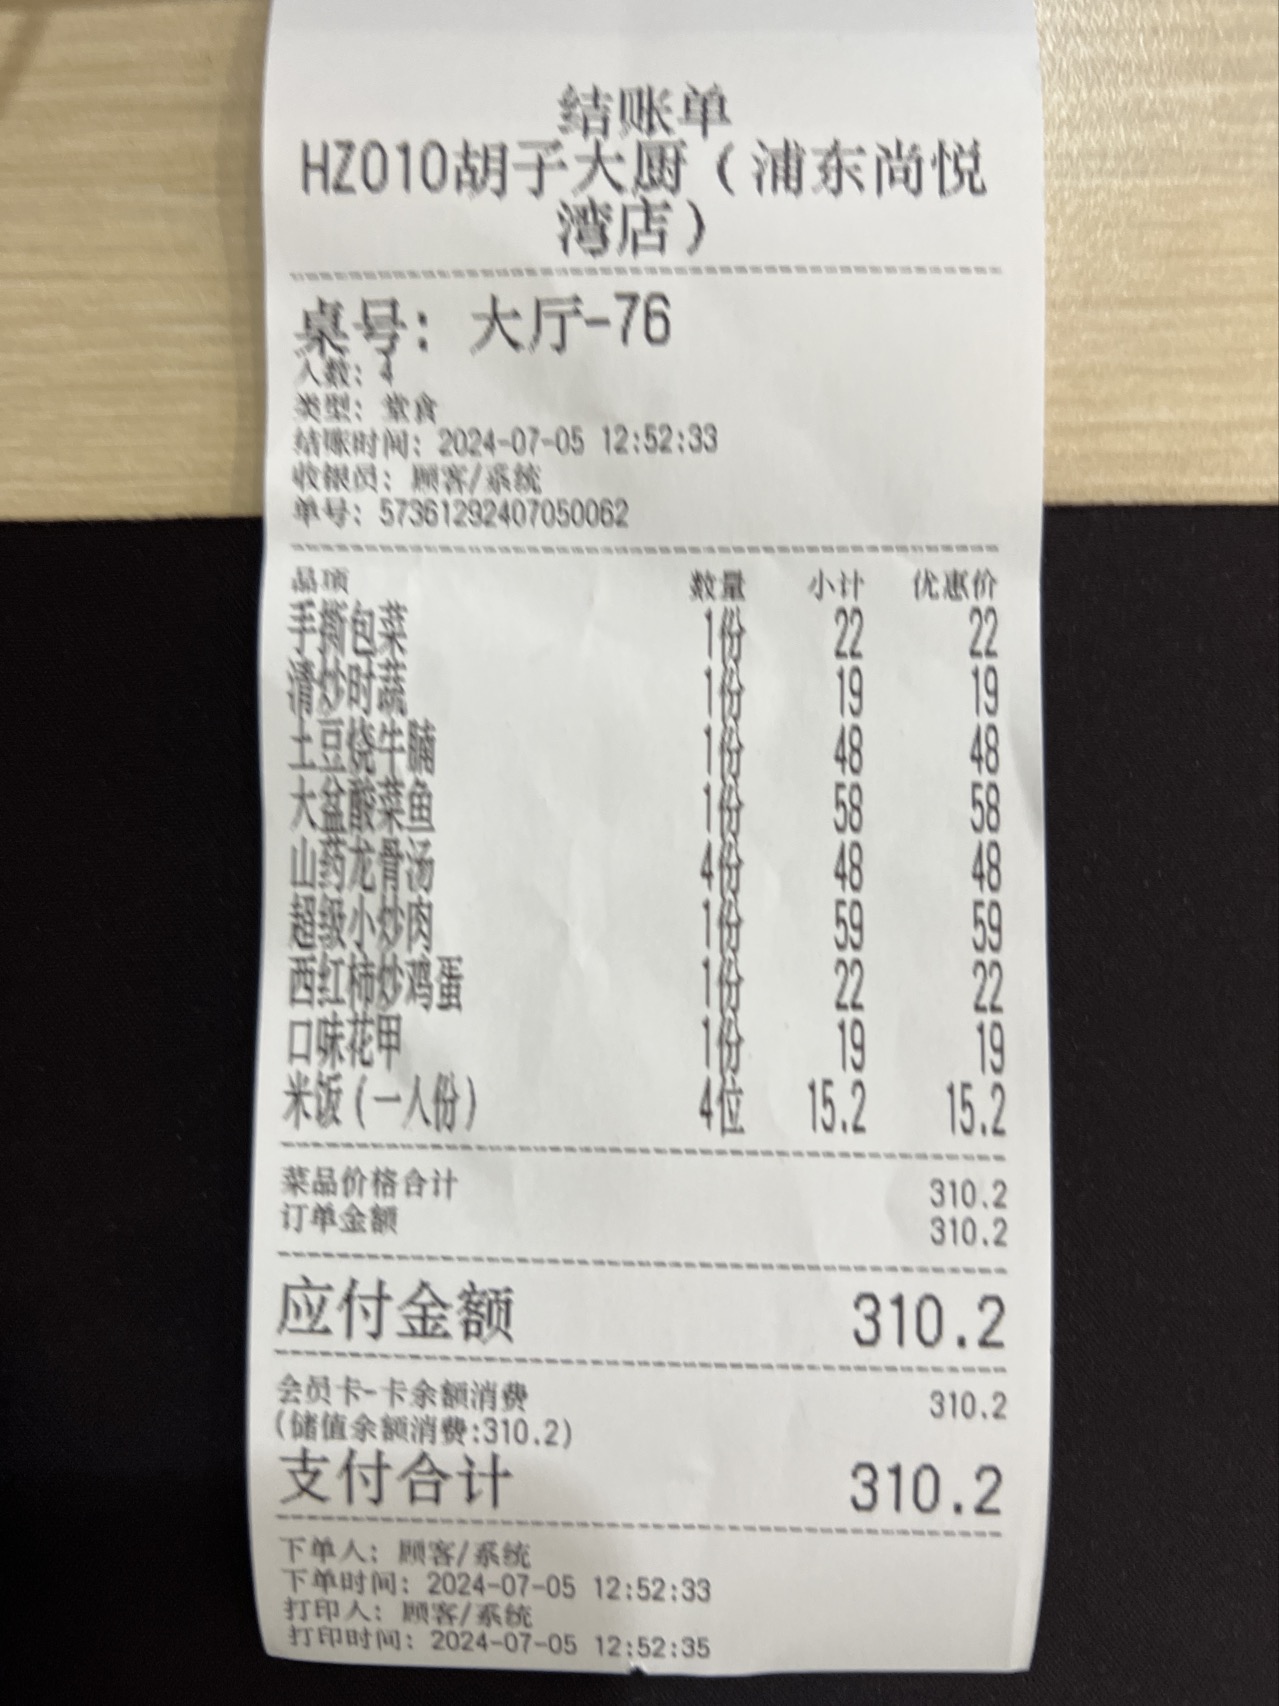 结账单
HZ010胡子大厨（浦东尚悦
湾店）
桌号：大厅-76
人数：4
类型：堂食
结账时间：2024-07-05 12:52:33
收银员：顾客/系统
单号：57361292407050062
品项 数量 小计 优惠价
手撕包菜 1份 22 22
清炒时蔬 1份 19 19
土豆烧牛腩 1份 48 48
大盆酸菜鱼 1份 58 58
山药龙骨汤 4份 48 48
超级小炒肉 1份 59 59
西红柿炒鸡蛋 1份 22 22
口味花甲 1份 19 19
米饭（一人份） 4位 15.2 15.2
菜品价格合计 310.2
订单金额 310.2
应付金额 310.2
会员卡-卡余额消费 310.2
(储值余额消费:310.2)
支付合计 310.2
下单人：顾客/系统
下单时间：2024-07-05 12:52:33
打印人：顾客/系统
打印时间：2024-07-05 12:52:35